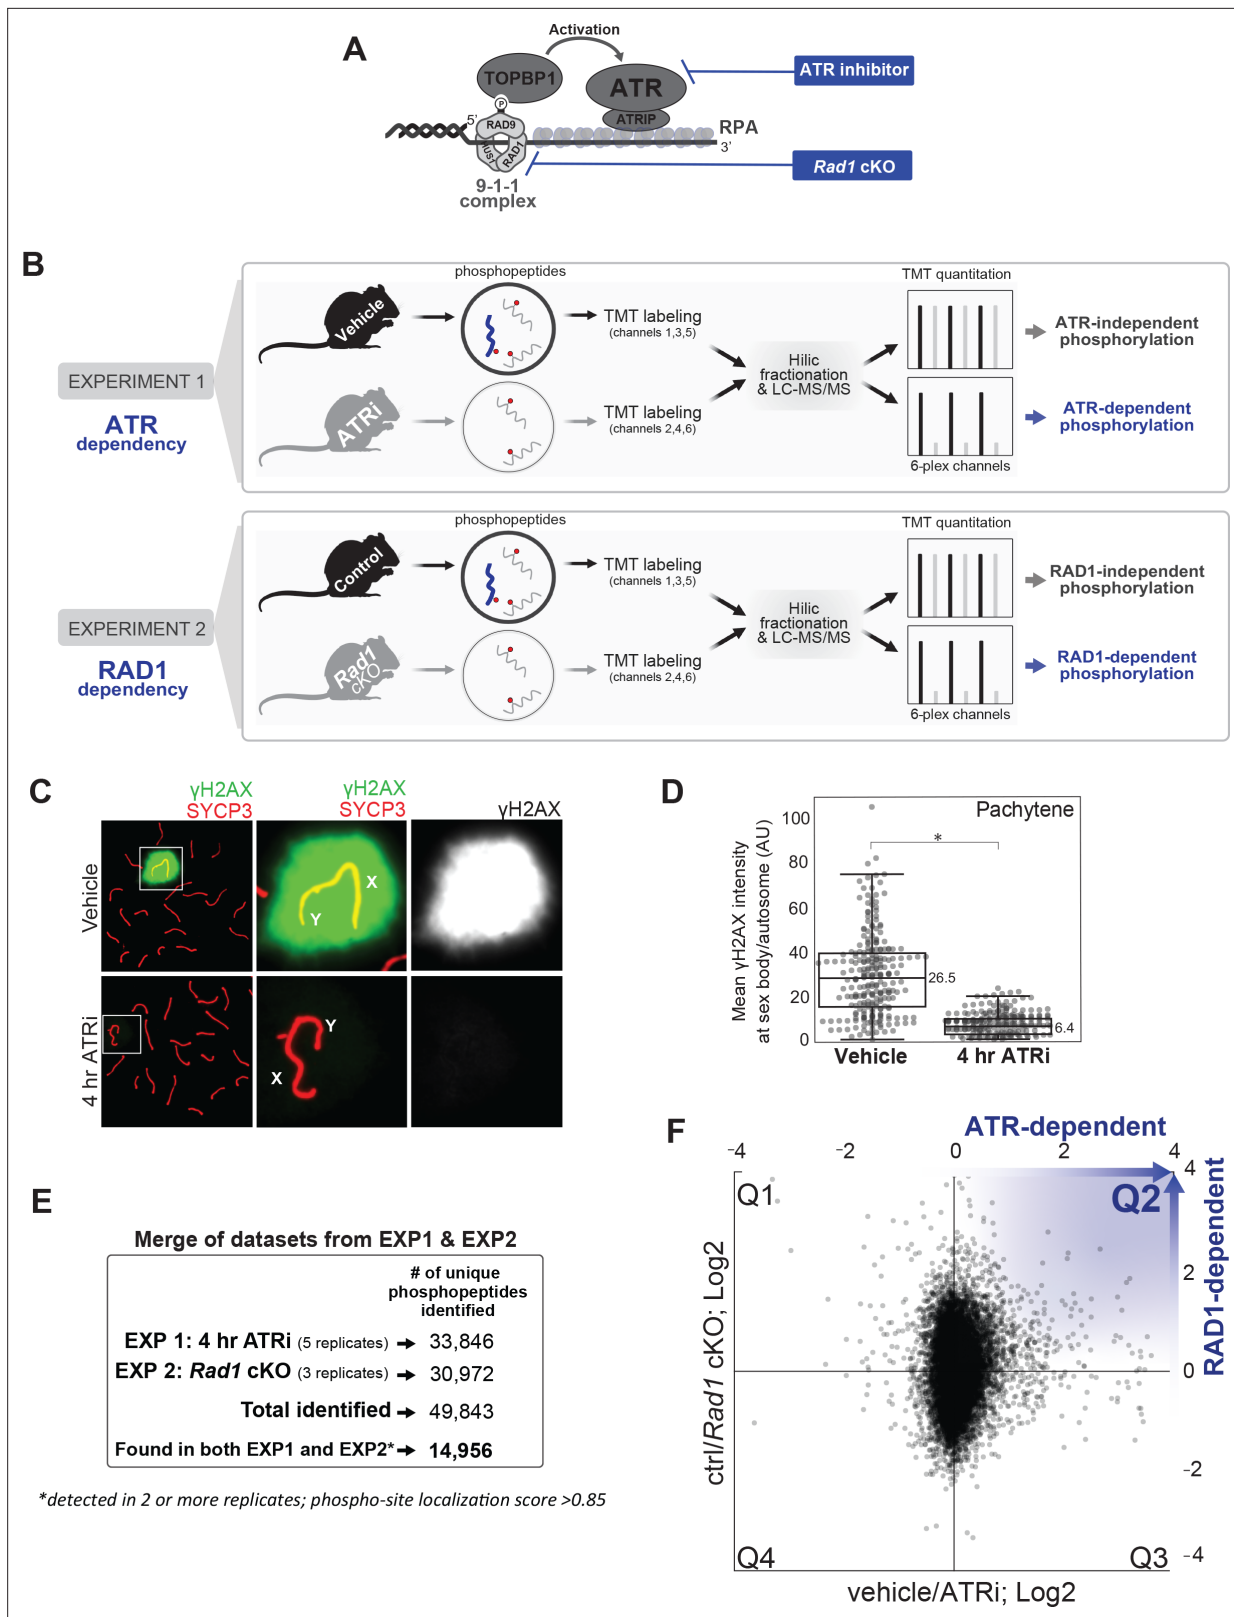 A
Activation
TOPBP1
ATR
ATRIP
ATR inhibitor
P
5'
RAD9
HUS1
RAD1
RPA
3'
Rad1 cKO
9-1-1
complex
B
phosphopeptides
TMT quantitation
Vehicle
TMT labeling
(channels 1,3,5)
ATR-independent
phosphorylation
EXPERIMENT 1
ATR
dependency
Hilic
fractionation
& LC-MS/MS
ATRi
TMT labeling
(channels 2,4,6)
ATR-dependent
phosphorylation
6-plex channels
phosphopeptides
TMT quantitation
Control
TMT labeling
(channels 1,3,5)
RAD1-independent
phosphorylation
EXPERIMENT 2
RAD1
dependency
Hilic
fractionation
& LC-MS/MS
Rad1
cKO
TMT labeling
(channels 2,4,6)
RAD1-dependent
phosphorylation
6-plex channels
C
γH2AX
SYCP3
γH2AX
SYCP3
γH2AX
Vehicle
X
Y
4 hr ATRi
Y
X
D
Pachytene
Mean γH2AX intensity
at sex body/autosome (AU)
100
80
60
40
20
0
*
26.5
6.4
Vehicle
4 hr ATRi
E
Merge of datasets from EXP1 & EXP2
# of unique
phosphopeptides
identified
EXP 1: 4 hr ATRi (5 replicates) → 33,846
EXP 2: Rad1 cKO (3 replicates) → 30,972
Total identified → 49,843
Found in both EXP1 and EXP2* → 14,956
*detected in 2 or more replicates; phospho-site localization score >0.85
F
ATR-dependent
-4
-2
0
2
4
Q1
Q2
Q4
Q3
4
2
0
-2
-4
RAD1-dependent
ctrl/Rad1 cKO; Log2
vehicle/ATRi; Log2